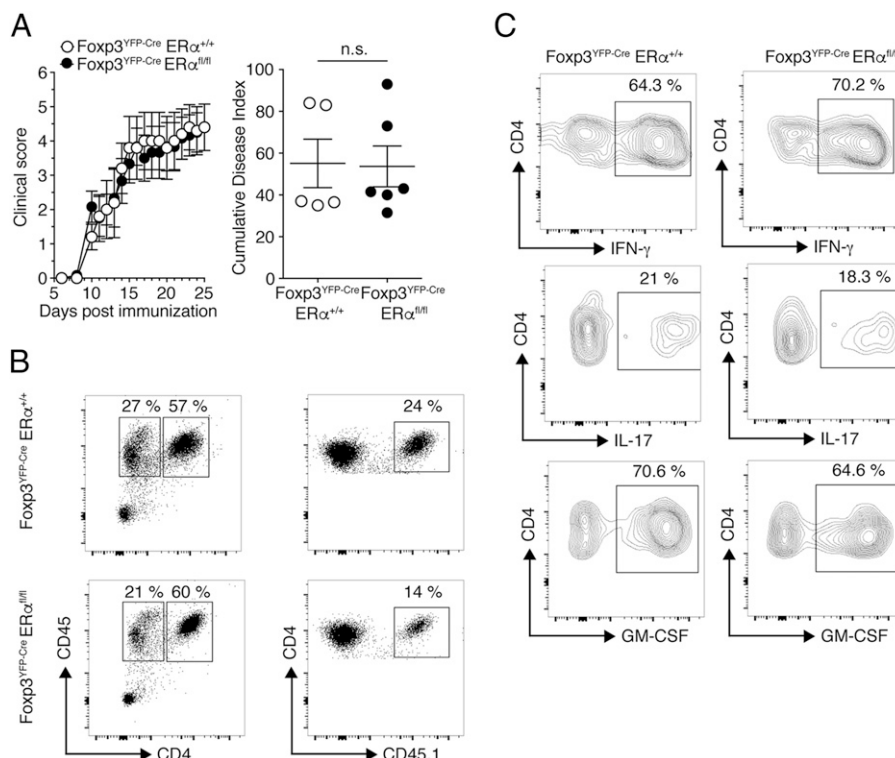 A
Foxp3YFP-Cre ERα+/+
Foxp3YFP-Cre ERαfl/fl
Clinical score
6
5
4
3
2
1
0
5 10 15 20 25
Days post immunization
n.s.
Cumulative Disease Index
100
80
60
40
20
0
Foxp3YFP-Cre Foxp3YFP-Cre
ERα+/+ ERαfl/fl
B
Foxp3YFP-Cre ERα+/+
27 % 57 %
24 %
Foxp3YFP-Cre ERαfl/fl
21 % 60 %
14 %
CD45
CD4
CD4
CD45.1
C
Foxp3YFP-Cre ERα+/+ Foxp3YFP-Cre ERαfl/fl
64.3 % 70.2 %
CD4 CD4
IFN-γ IFN-γ
21 % 18.3 %
CD4 CD4
IL-17 IL-17
70.6 % 64.6 %
CD4 CD4
GM-CSF GM-CSF